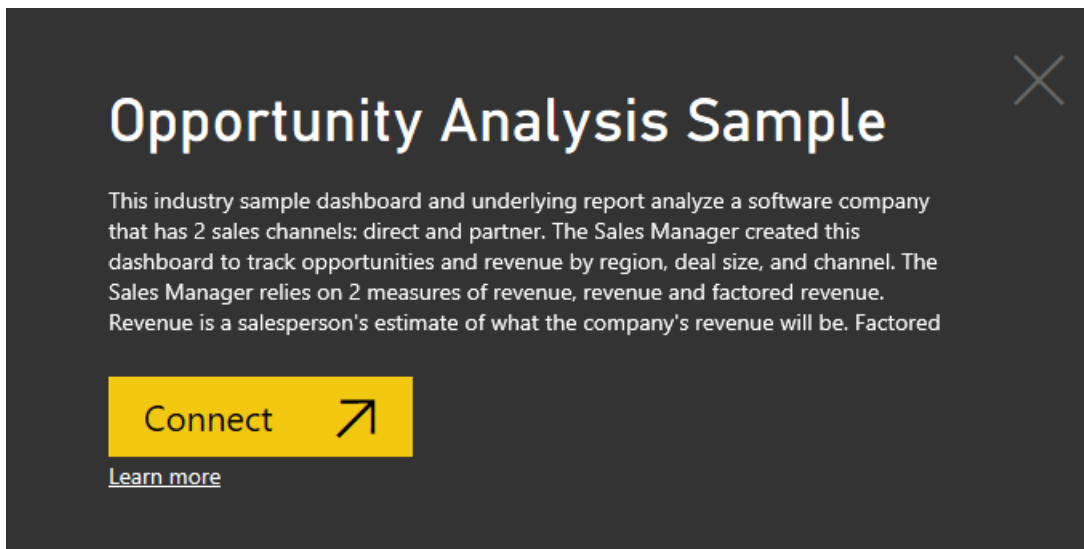 Opportunity Analysis Sample
This industry sample dashboard and underlying report analyze a software company
that has 2 sales channels: direct and partner. The Sales Manager created this
dashboard to track opportunities and revenue by region, deal size, and channel. The
Sales Manager relies on 2 measures of revenue, revenue and factored revenue.
Revenue is a salesperson's estimate of what the company's revenue will be. Factored
Connect
Learn more